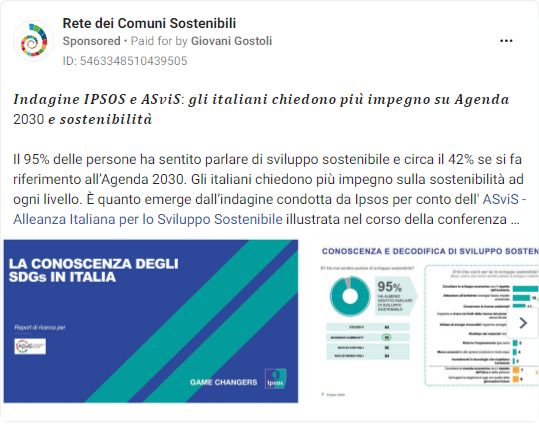 Rete dei Comuni Sostenibili
Sponsored • Paid for by Giovani Gostoli
ID: 5463348510439505
Indagine IPSOS e ASviS: gli italiani chiedono più impegno su Agenda
2030 e sostenibilità
Il 95% delle persone ha sentito parlare di sviluppo sostenibile e circa il 42% se si fa
riferimento all'Agenda 2030. Gli italiani chiedono più impegno sulla sostenibilità ad
ogni livello. È quanto emerge dall'indagine condotta da Ipsos per conto dell' ASviS -
Alleanza Italiana per lo Sviluppo Sostenibile illustrata nel corso della conferenza ...
LA CONOSCENZA DEGLI
SDGs IN ITALIA
Report di ricerca per
ASviS
GAME CHANGERS
Ipsos
CONOSCENZA E DECODIFICA DI SVILUPPO SOSTEN
95%
HA ALMENO
SENTITO PARLARE
DI SVILUPPO
SOSTENIBILE